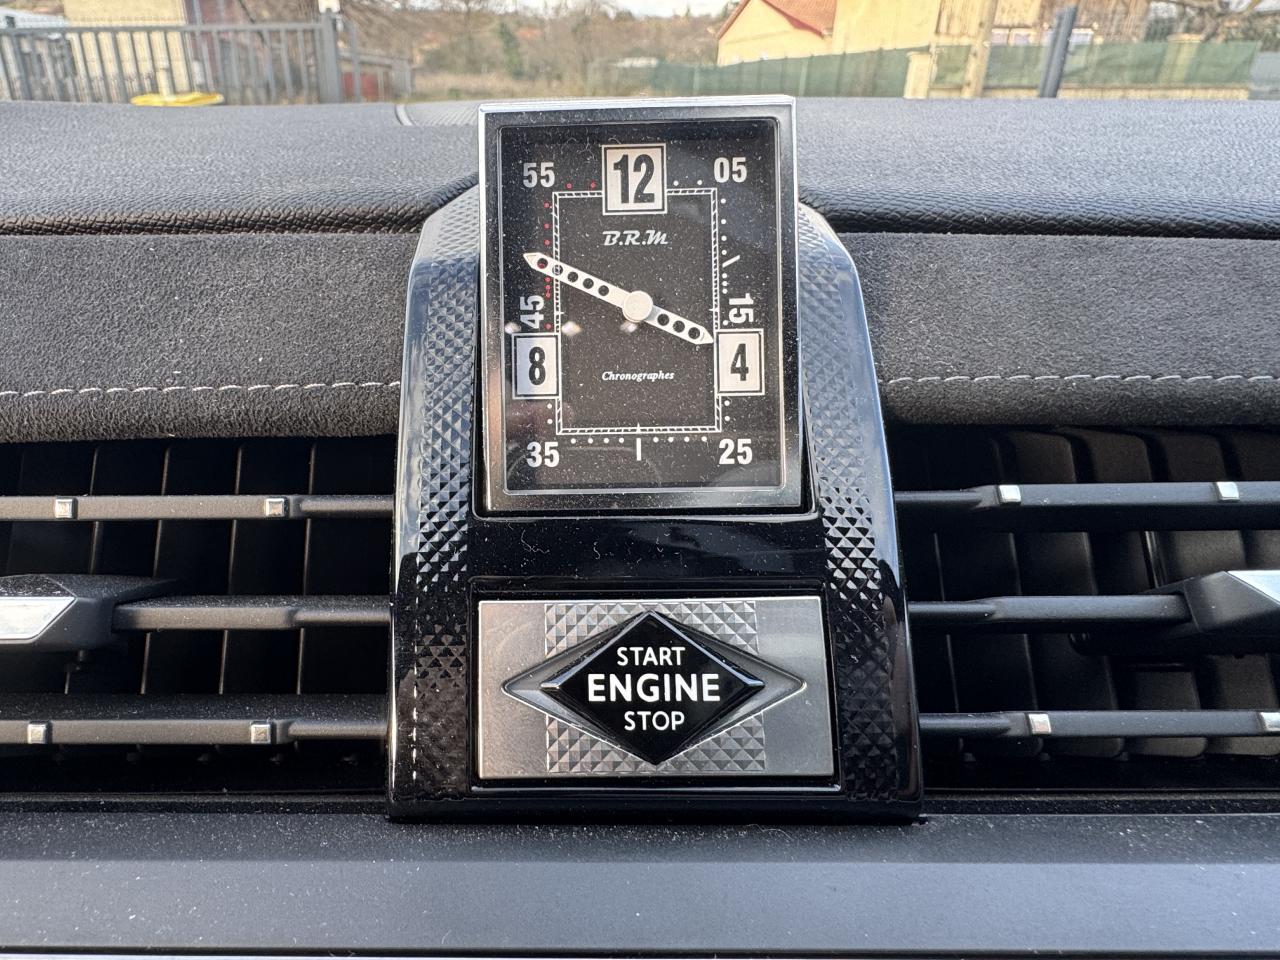 55 12 05
B.R.M
45 15
8 4
Chronographes
35 25
START
ENGINE
STOP